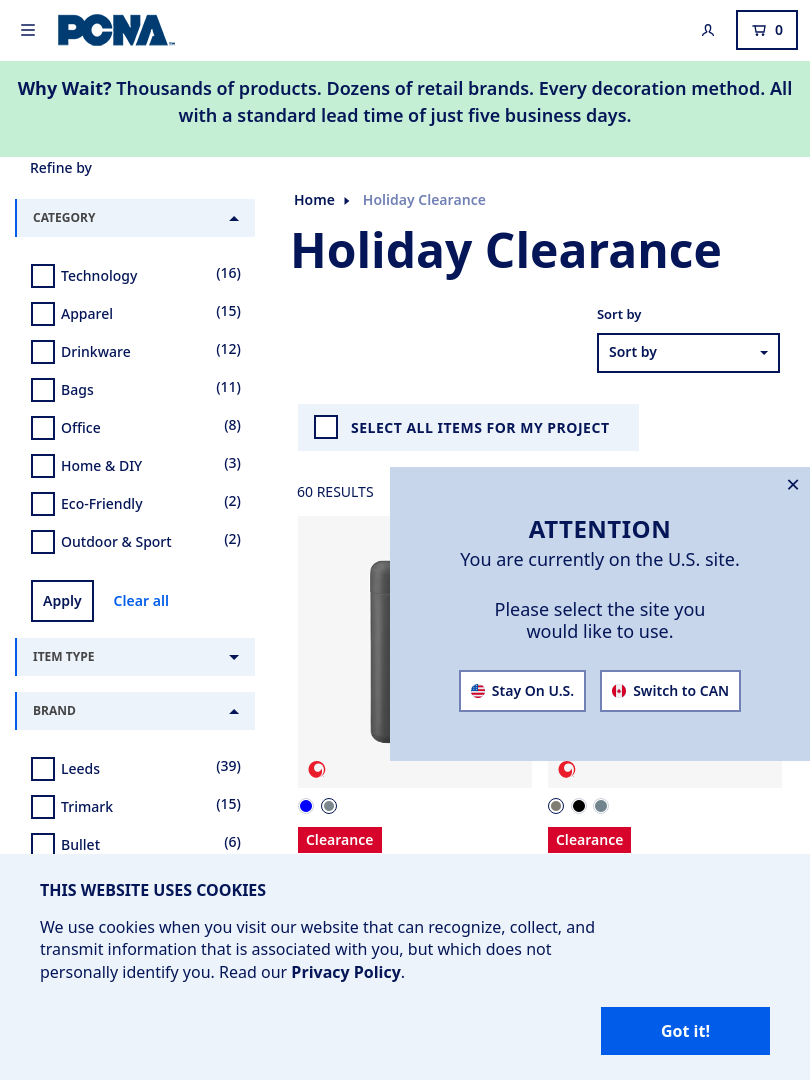 PCNA
0
Why Wait? Thousands of products. Dozens of retail brands. Every decoration method. All
with a standard lead time of just five business days.
Refine by
CATEGORY
Technology (16)
Apparel (15)
Drinkware (12)
Bags (11)
Office (8)
Home & DIY (3)
Eco-Friendly (2)
Outdoor & Sport (2)
Apply Clear all
ITEM TYPE
BRAND
Leeds (39)
Trimark (15)
Bullet (6)
Home Holiday Clearance
Holiday Clearance
Sort by
Sort by
SELECT ALL ITEMS FOR MY PROJECT
60 RESULTS
ATTENTION
You are currently on the U.S. site.
Please select the site you
would like to use.
Stay On U.S. Switch to CAN
Clearance Clearance
THIS WEBSITE USES COOKIES
We use cookies when you visit our website that can recognize, collect, and
transmit information that is associated with you, but which does not
personally identify you. Read our Privacy Policy.
Got it!